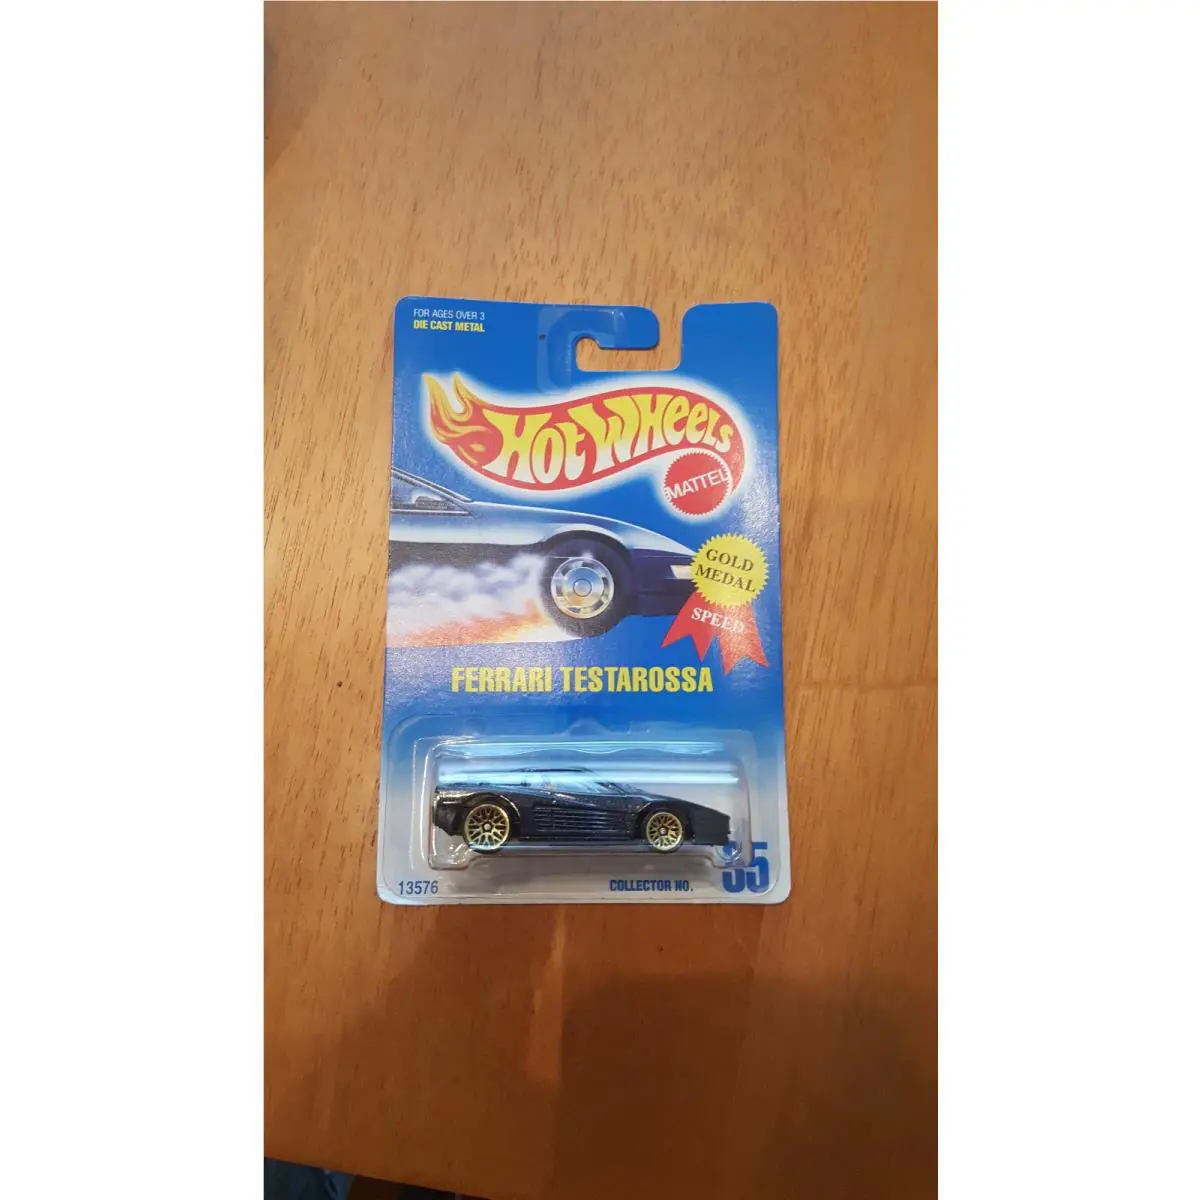 FOR AGES OVER 3
DIE CAST METAL
HOT WHEELS
MATTEL
GOLD
MEDAL
SPEED
FERRARI TESTAROSSA
13576
COLLECTOR NO.